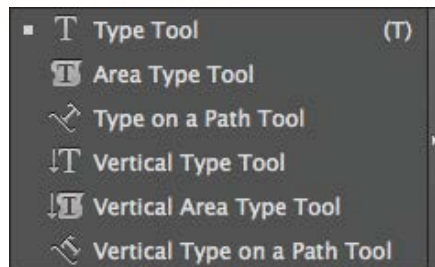 Type Tool (T)
Area Type Tool
Type on a Path Tool
Vertical Type Tool
Vertical Area Type Tool
Vertical Type on a Path Tool